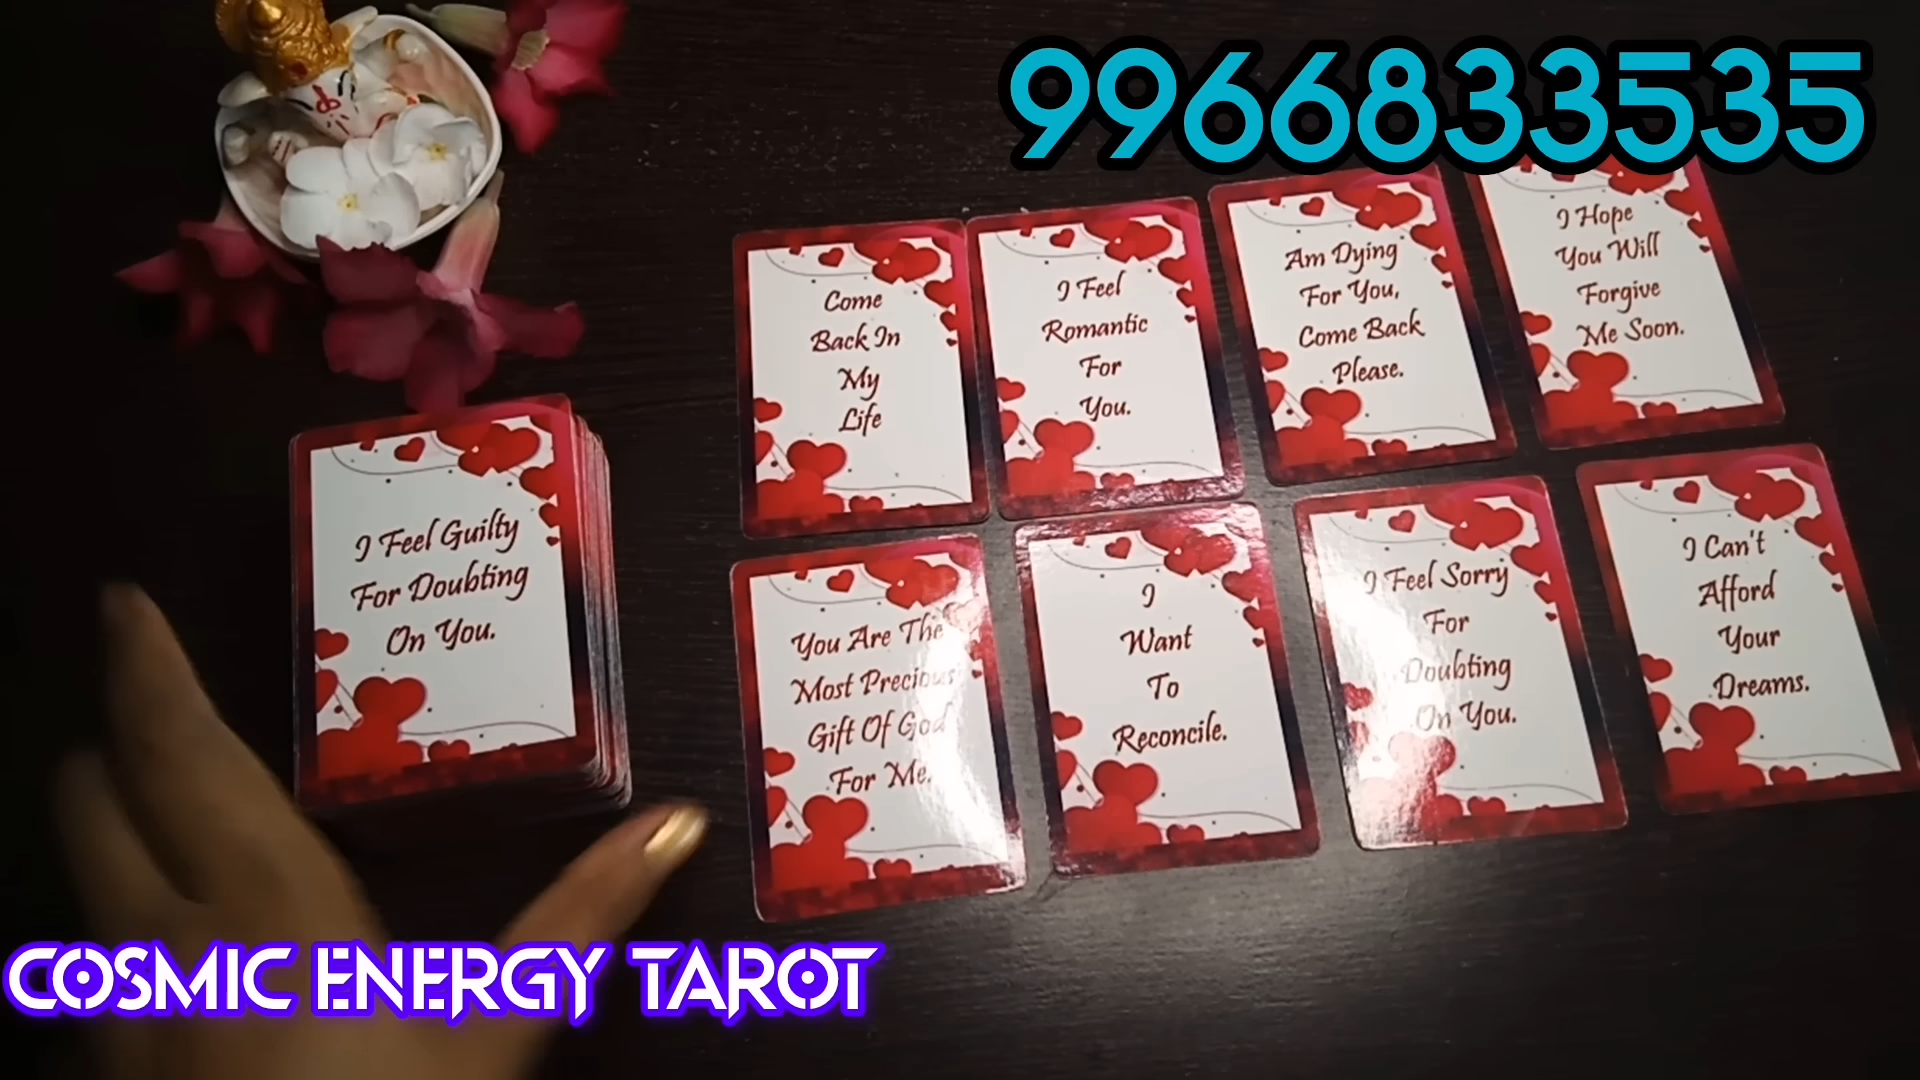 9966833535
Come
Back In
My
Life
I Feel
Romantic
For
You.
Am Dying
For You,
Come Back
Please.
I Hope
You Will
Forgive
Me Soon.
I Feel Guilty
For Doubting
On You.
You Are The
Most Precious
Gift Of God
For Me.
I
Want
To
Reconcile.
I Feel Sorry
For
Doubting
On You.
I Can't
Afford
Your
Dreams.
COSMIC ENERGY TAROT